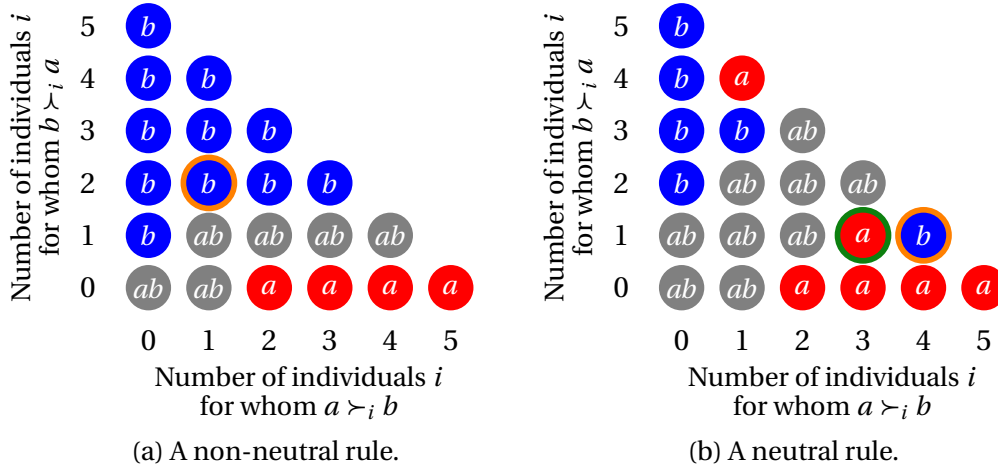 Number of individuals i
for whom b ≻ᵢ a
5 b
4 b b
3 b b b
2 b b b b
1 b ab ab ab ab
0 ab ab a a a a
0 1 2 3 4 5
Number of individuals i
for whom a ≻ᵢ b
(a) A non-neutral rule.
Number of individuals i
for whom b ≻ᵢ a
5 b
4 b a
3 b b ab
2 b ab ab ab
1 ab ab ab a b
0 ab ab a a a a
0 1 2 3 4 5
Number of individuals i
for whom a ≻ᵢ b
(b) A neutral rule.